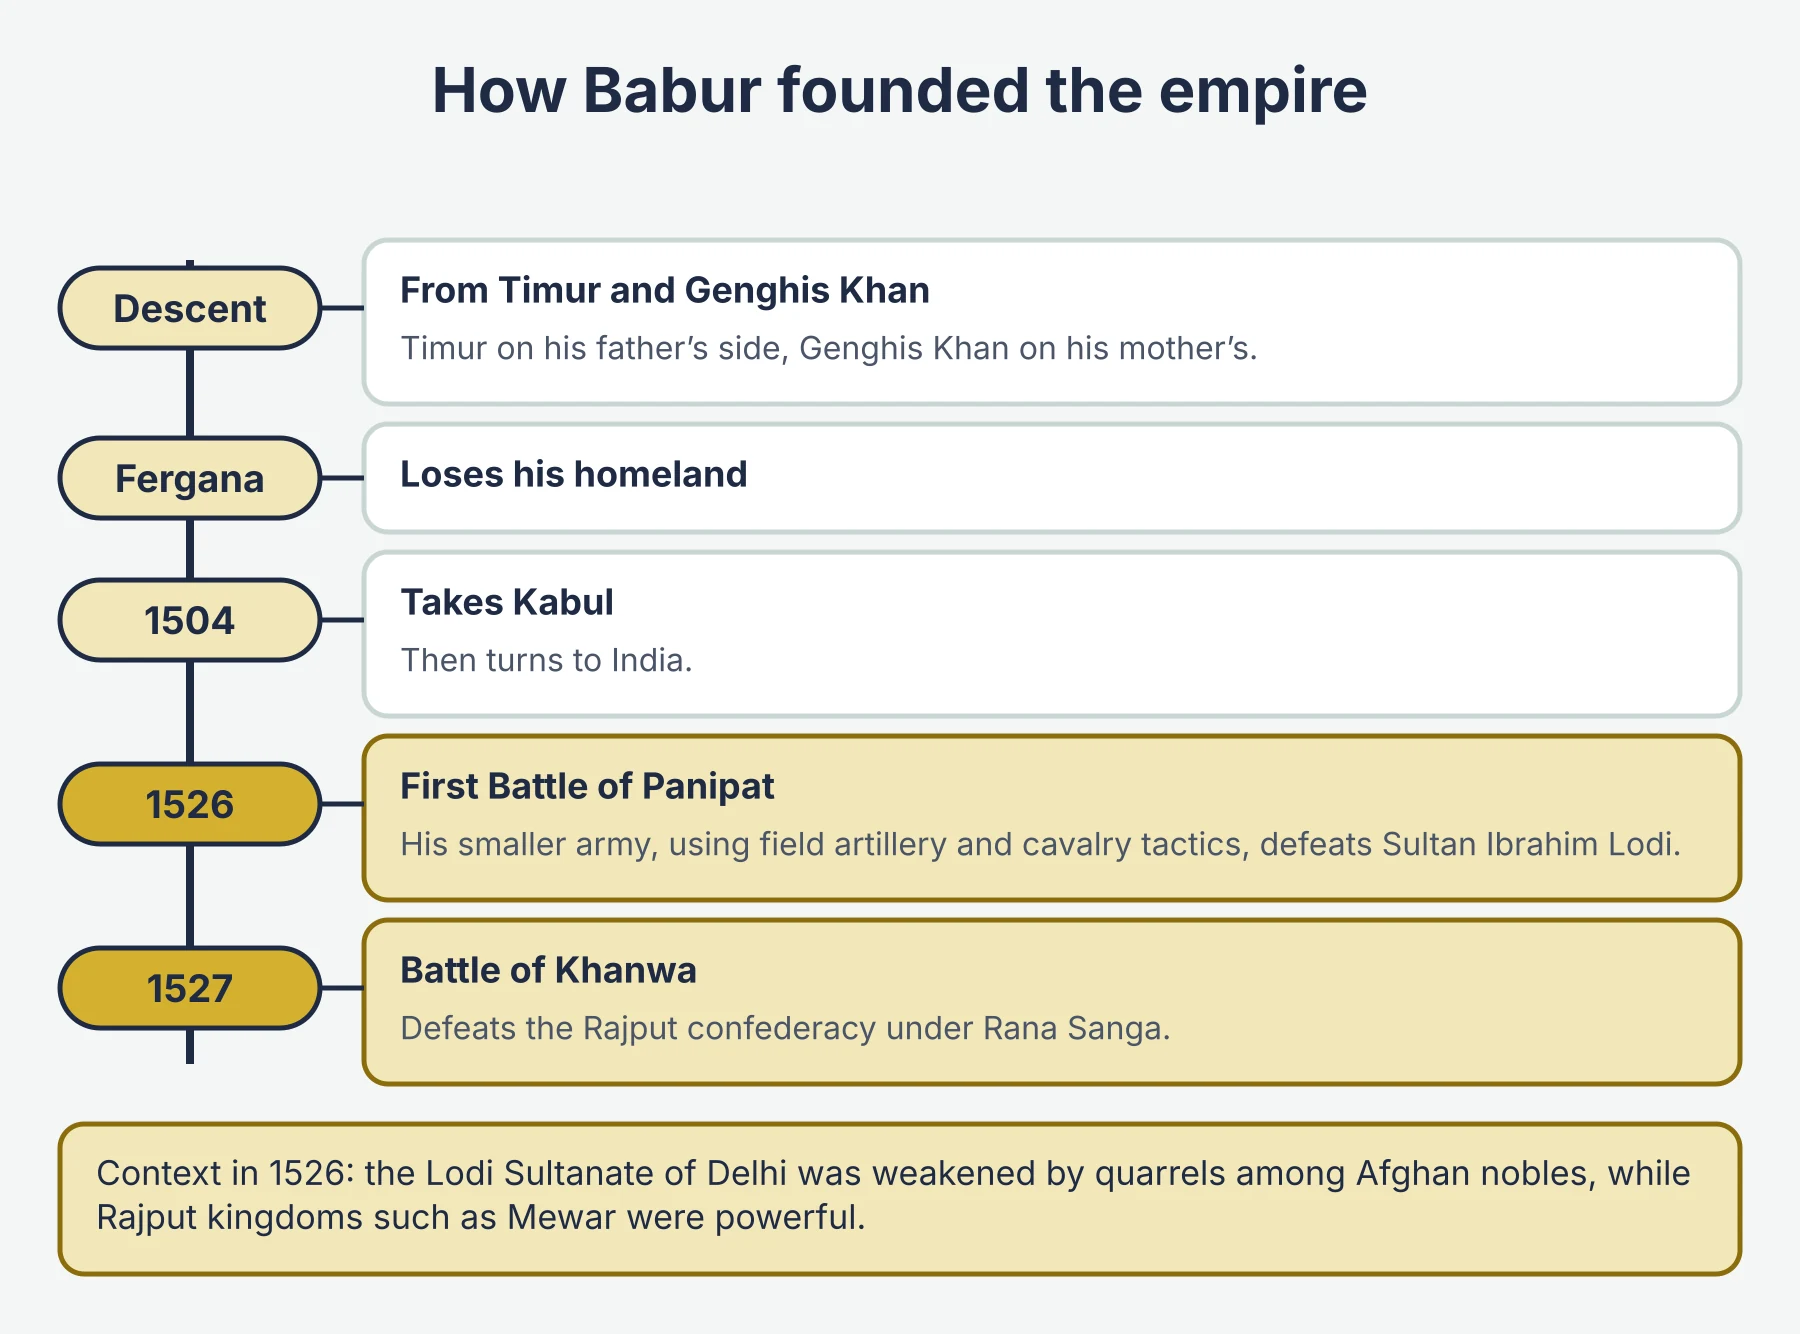 How Babur founded the empire
Descent
From Timur and Genghis Khan
Timur on his father’s side, Genghis Khan on his mother’s.
Fergana
Loses his homeland
1504
Takes Kabul
Then turns to India.
1526
First Battle of Panipat
His smaller army, using field artillery and cavalry tactics, defeats Sultan Ibrahim Lodi.
1527
Battle of Khanwa
Defeats the Rajput confederacy under Rana Sanga.
Context in 1526: the Lodi Sultanate of Delhi was weakened by quarrels among Afghan nobles, while
Rajput kingdoms such as Mewar were powerful.